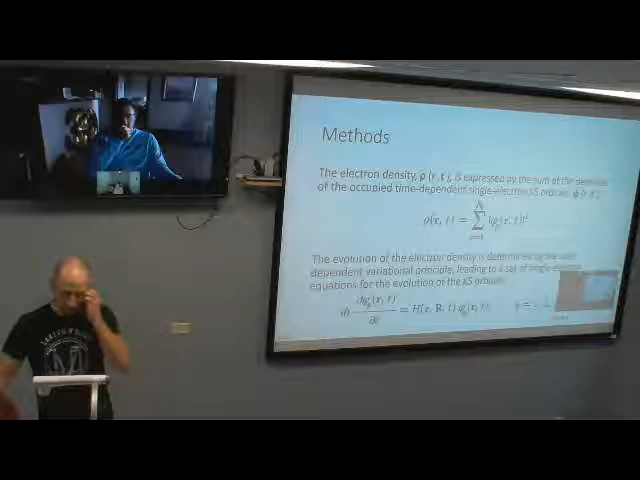 Methods
The electron density, ρ (r, t), is expressed by the sum of the densities
of the occupied time-dependent single-electron KS orbitals, φ (r, t).
ρ(r, t) = ∑ |φ (r, t)|²
The evolution of the electron density is determined by the
dependent variational principle, leading to a set of single-electron
equations for the evolution of the KS orbitals
∂φ (r, t) = H(r, R, t) φ (r, t),